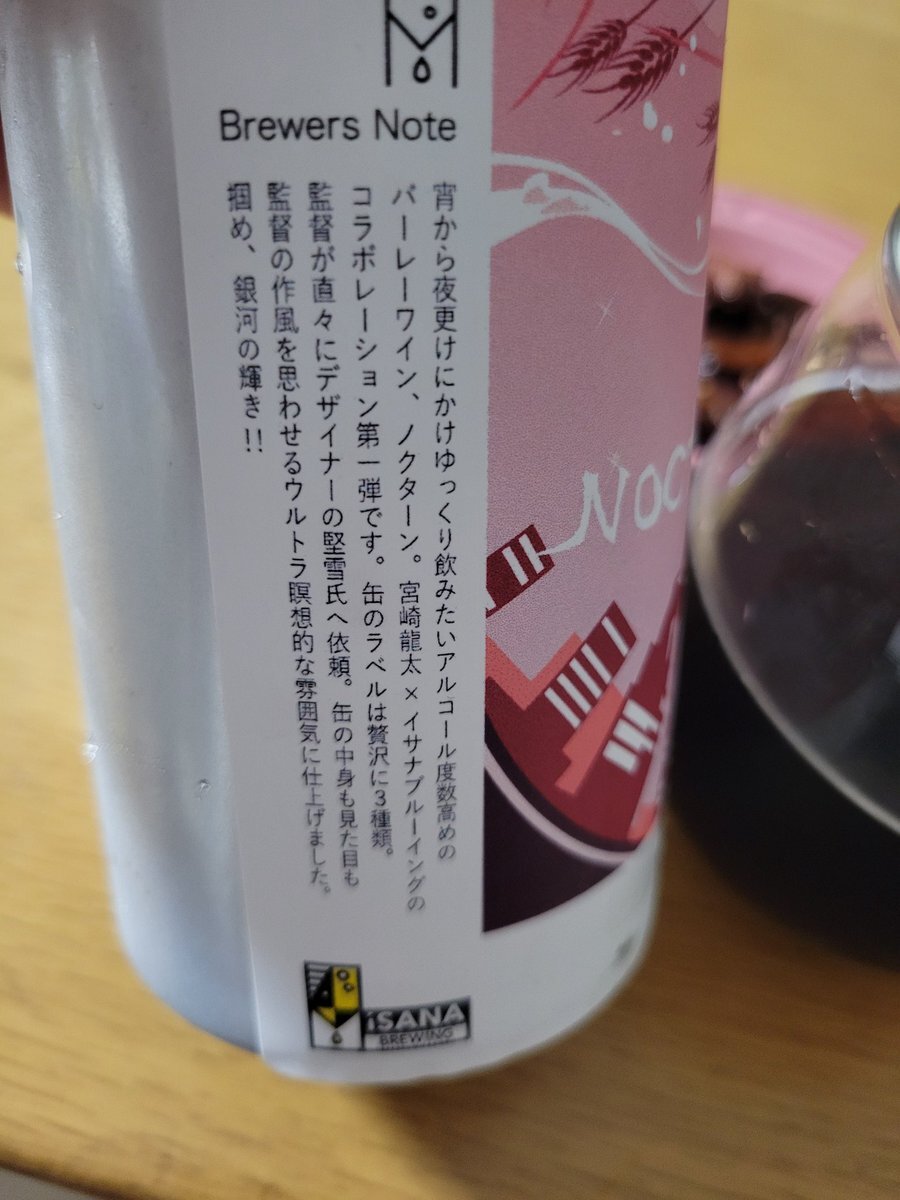 Brewers Note
宵から夜更けにかけゆっくり飲みたいアルコール度数高めの
バーレーワイン、ノクターン。宮崎龍太×イサナブルーイングの
コラボレーション第一弾です。缶のラベルは贅沢に3種類。
監督が直々にデザイナーの堅雪氏へ依頼。缶の中身も見た目も
監督の作風を思わせるウルトラ瞑想的な雰囲気に仕上げました。
掴め、銀河の輝き!!
NOC
iSANA
BREWING